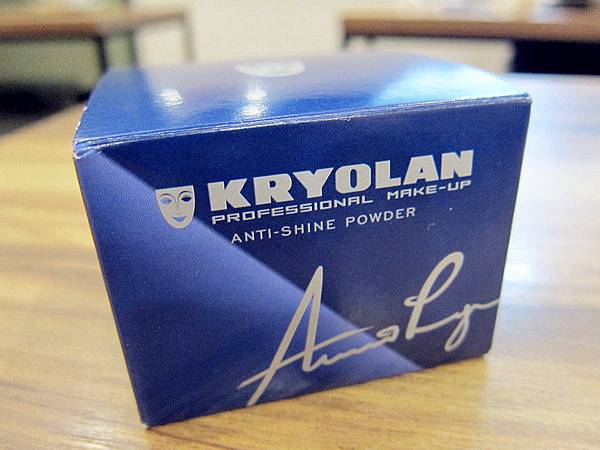 KRYOLAN
PROFESSIONAL MAKE-UP
ANTI-SHINE POWDER